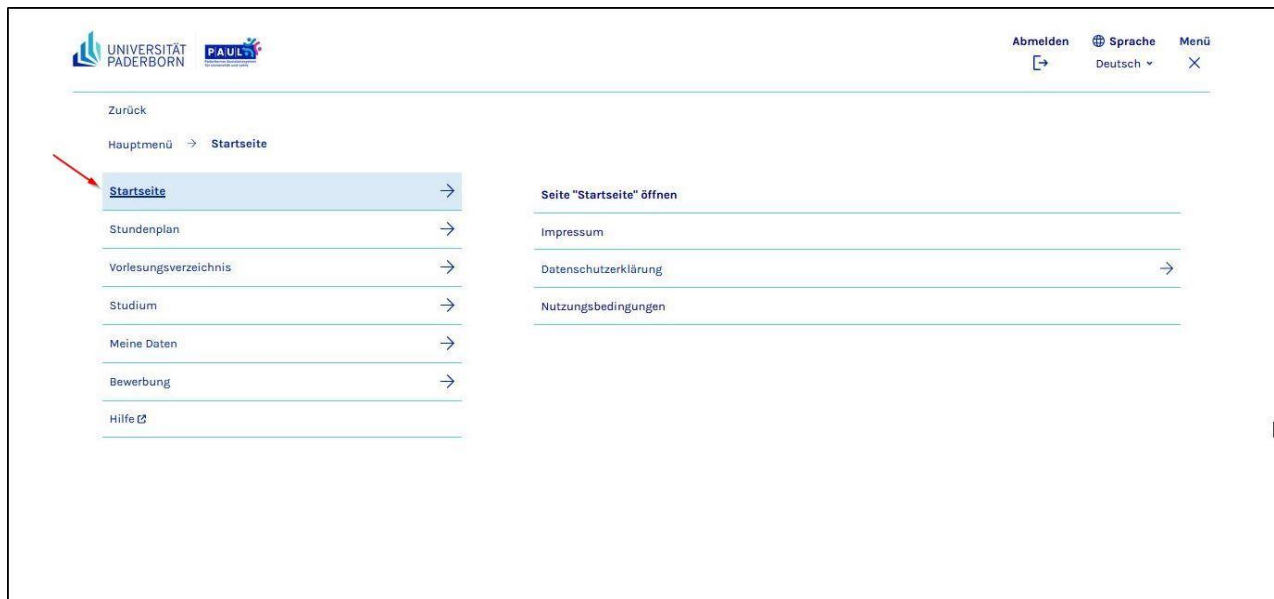 UNIVERSITÄT
PADERBORN
PAUL
Abmelden
Sprache
Menü
Deutsch
Zurück
Hauptmenü → Startseite
Startseite
Stundenplan
Vorlesungsverzeichnis
Studium
Meine Daten
Bewerbung
Hilfe
Seite "Startseite" öffnen
Impressum
Datenschutzerklärung
Nutzungsbedingungen